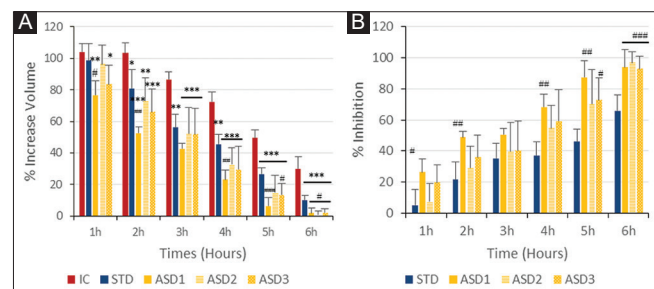 A
120
100
80
60
40
20
0
% Increase Volume
** # *
* *** ## ** ***
** ***
** ## ***
### *** #
*** #
1h 2h 3h 4h 5h 6h
Times (Hours)
IC STD ASD1 ASD2 ASD3
B
120
100
80
60
40
20
0
% Inhibition
# ## ## ## # ###
1h 2h 3h 4h 5h 6h
Time (Hours)
STD ASD1 ASD2 ASD3